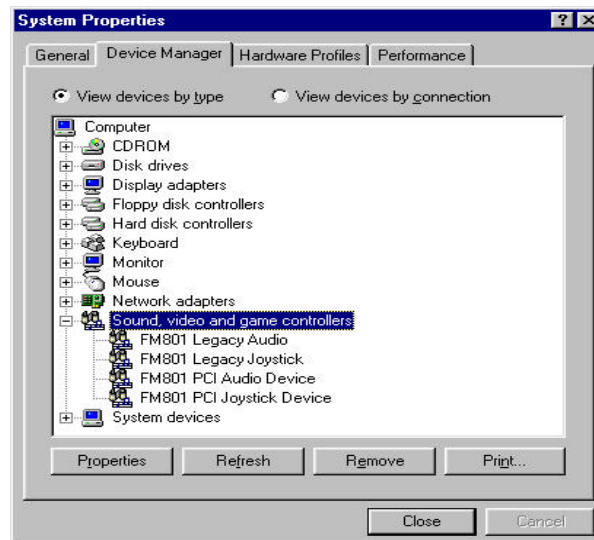 System Properties
General Device Manager Hardware Profiles Performance
View devices by type View devices by connection
Computer
CDROM
Disk drives
Display adapters
Floppy disk controllers
Hard disk controllers
Keyboard
Monitor
Mouse
Network adapters
Sound, video and game controllers
FM801 Legacy Audio
FM801 Legacy Joystick
FM801 PCI Audio Device
FM801 PCI Joystick Device
System devices
Properties Refresh Remove Print...
Close Cancel